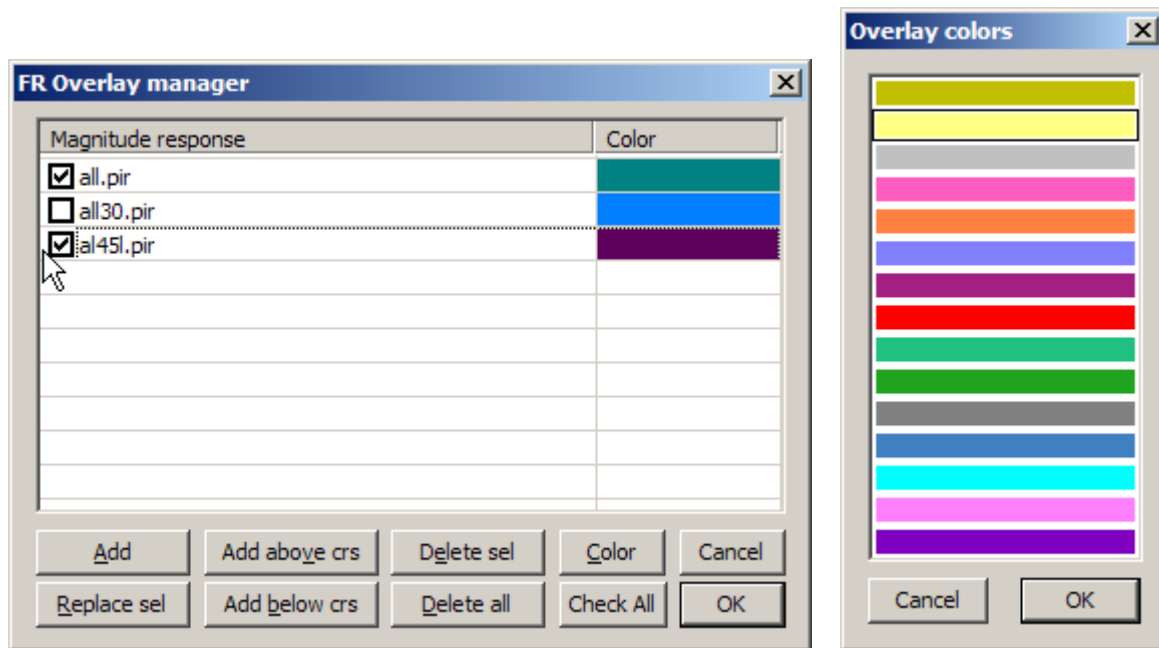 FR Overlay manager
Magnitude response Color
all.pir
all30.pir
al45l.pir
Add Add above crs Delete sel Color Cancel
Replace sel Add below crs Delete all Check All OK
Overlay colors
Cancel OK